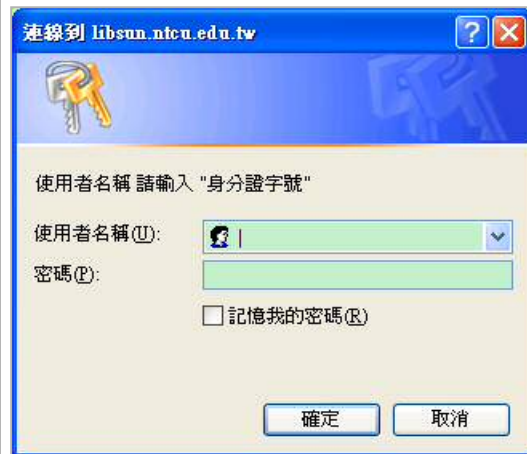 連線到 libsun.ntcu.edu.tw
使用者名稱 請輸入 "身分證字號"
使用者名稱(U):
密碼(P):
記憶我的密碼(R)
確定 取消